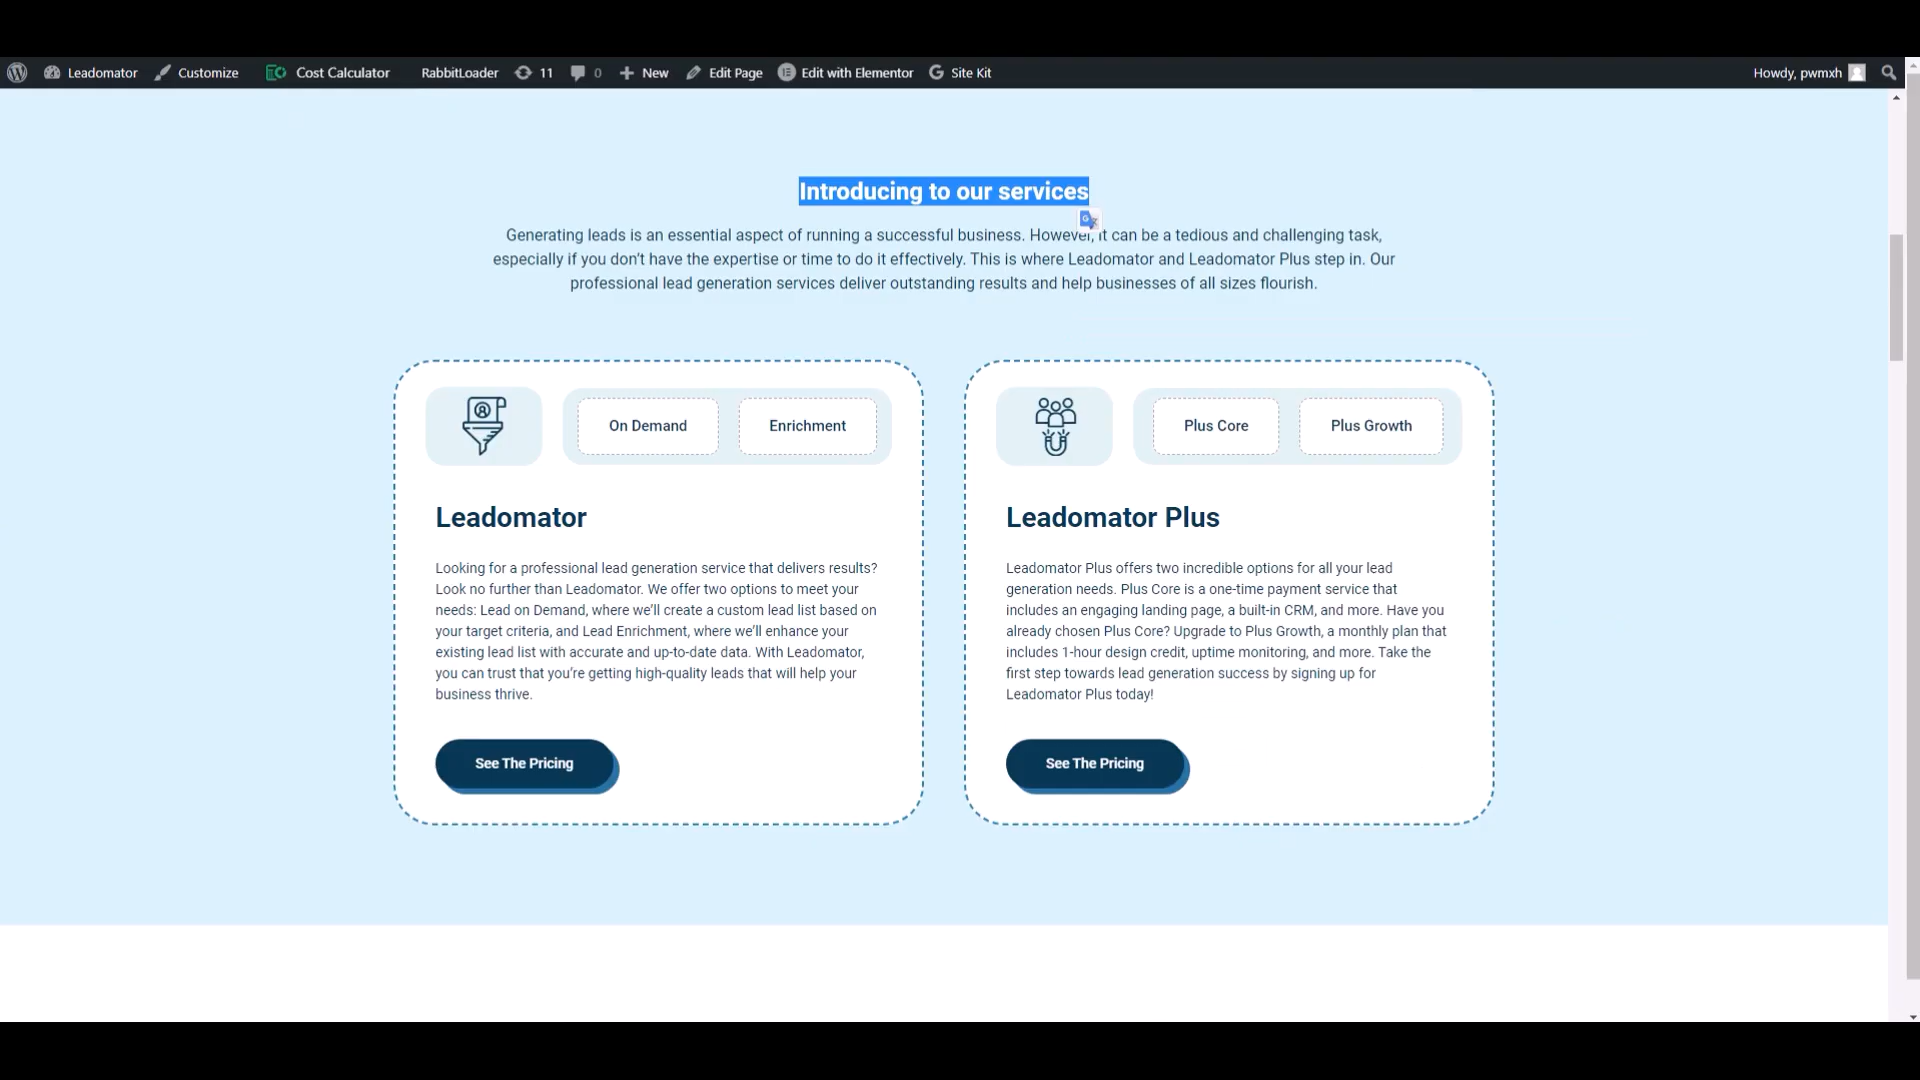 Leadomator Customize Cost Calculator RabbitLoader 11 0 New Edit Page Edit with Elementor Site Kit Howdy, pwmxh
Introducing to our services
Generating leads is an essential aspect of running a successful business. However, it can be a tedious and challenging task,
especially if you don't have the expertise or time to do it effectively. This is where Leadomator and Leadomator Plus step in. Our
professional lead generation services deliver outstanding results and help businesses of all sizes flourish.
On Demand Enrichment
Leadomator
Looking for a professional lead generation service that delivers results?
Look no further than Leadomator. We offer two options to meet your
needs: Lead on Demand, where we'll create a custom lead list based on
your target criteria, and Lead Enrichment, where we'll enhance your
existing lead list with accurate and up-to-date data. With Leadomator,
you can trust that you're getting high-quality leads that will help your
business thrive.
See The Pricing
Plus Core Plus Growth
Leadomator Plus
Leadomator Plus offers two incredible options for all your lead
generation needs. Plus Core is a one-time payment service that
includes an engaging landing page, a built-in CRM, and more. Have you
already chosen Plus Core? Upgrade to Plus Growth, a monthly plan that
includes 1-hour design credit, uptime monitoring, and more. Take the
first step towards lead generation success by signing up for
Leadomator Plus today!
See The Pricing